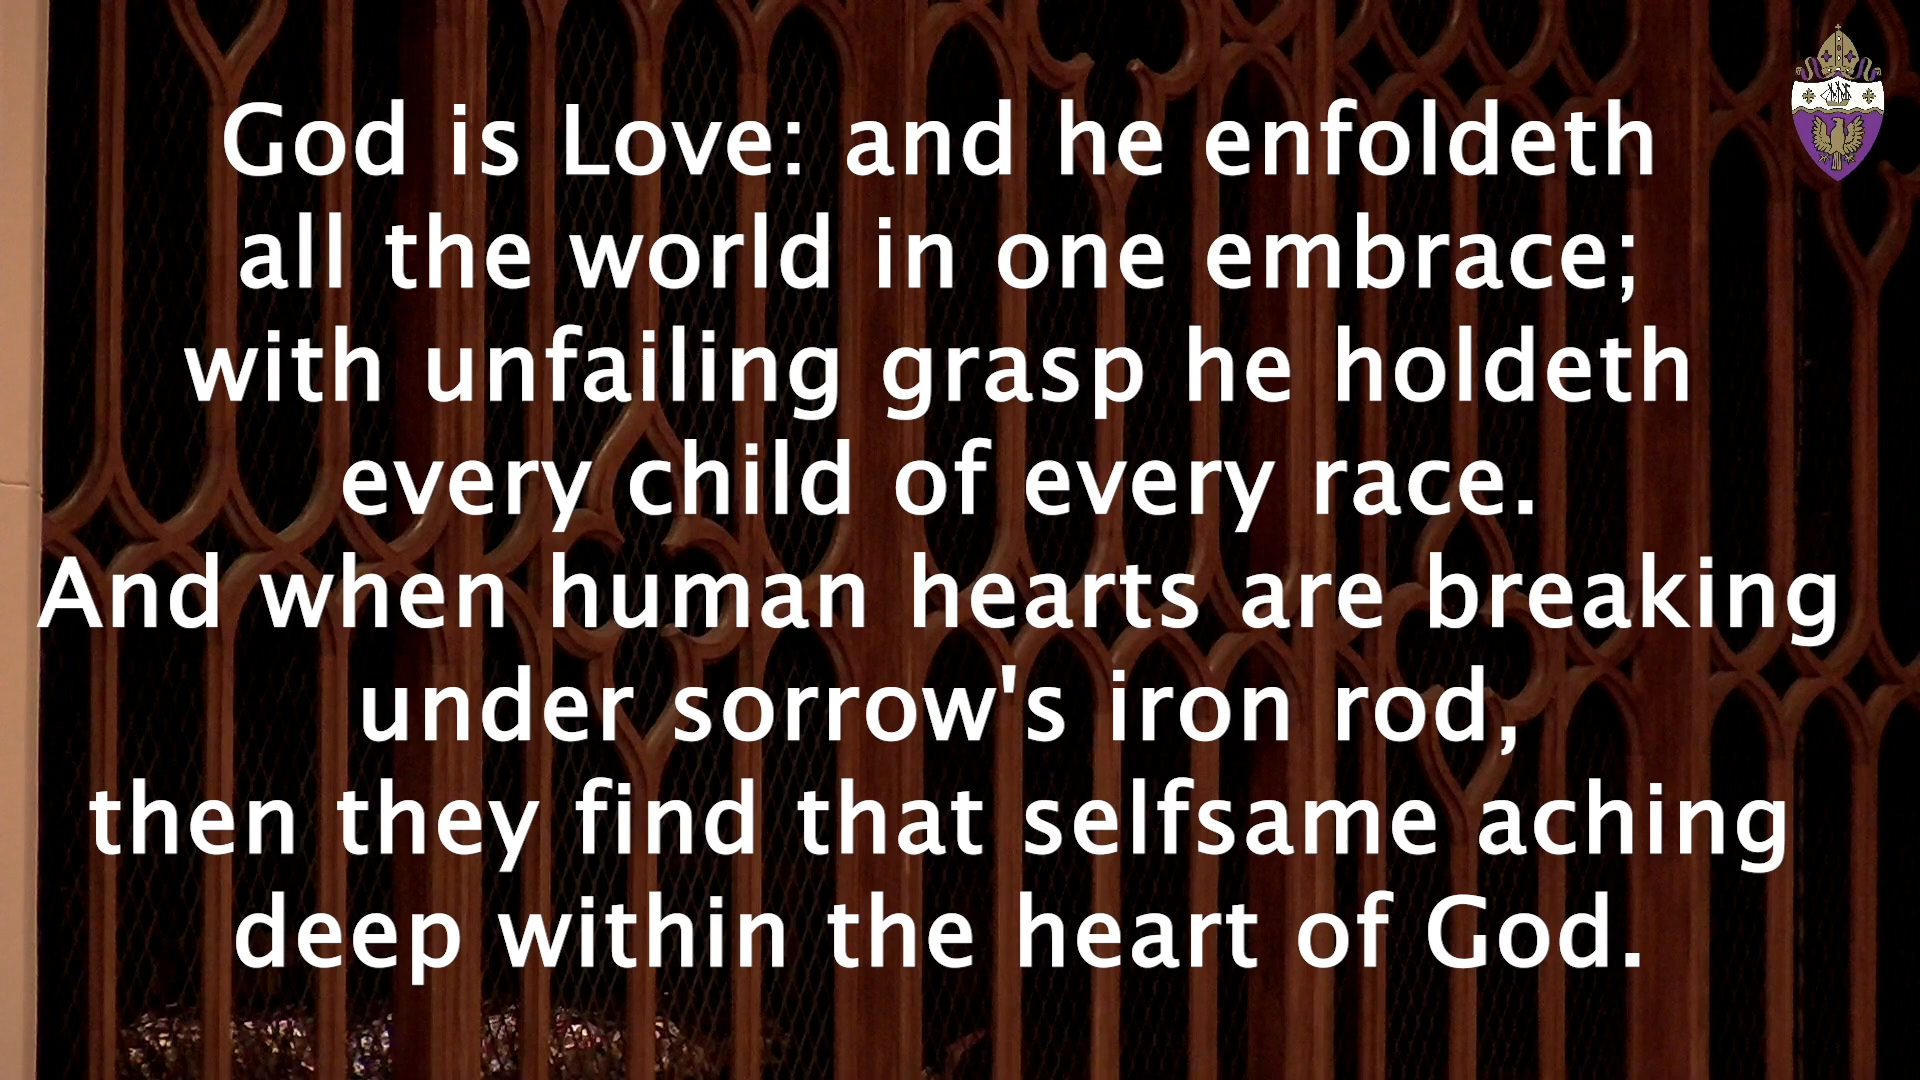 God is Love: and he enfoldeth
all the world in one embrace;
with unfailing grasp he holdeth
every child of every race.
And when human hearts are breaking
under sorrow's iron rod,
then they find that selfsame aching
deep within the heart of God.